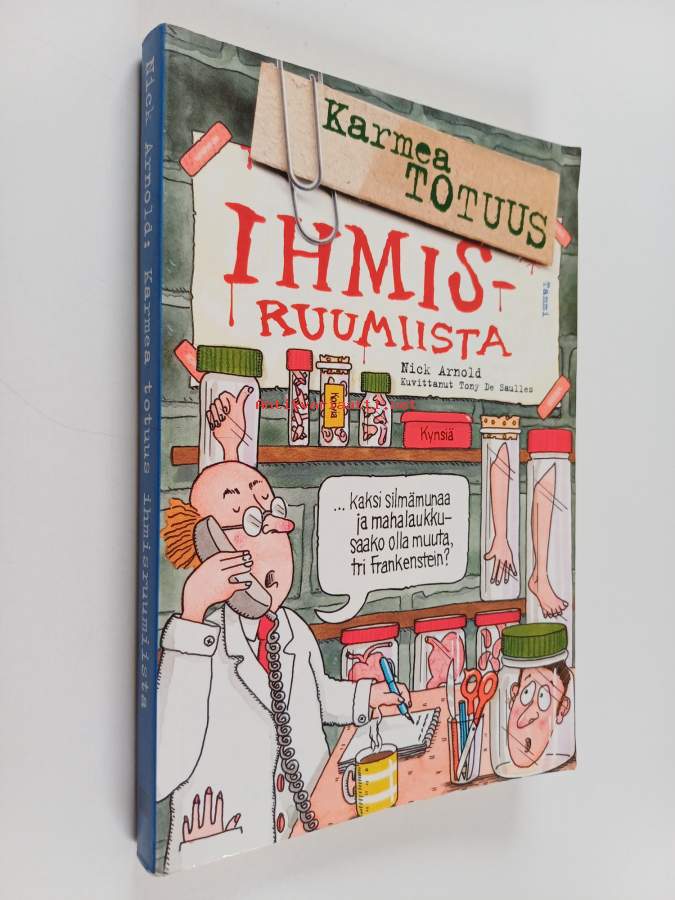 Nick Arnold: Karmea totuus ihmisruumiista
Karmea
TOTUUS
IHMIS-
RUUMIISTA
Tammi
Nick Arnold
Kuvittanut Tony De Saulles
Kynsiä
... kaksi silmämunaa
ja mahalaukku-
saako olla muuta,
tri Frankenstein?